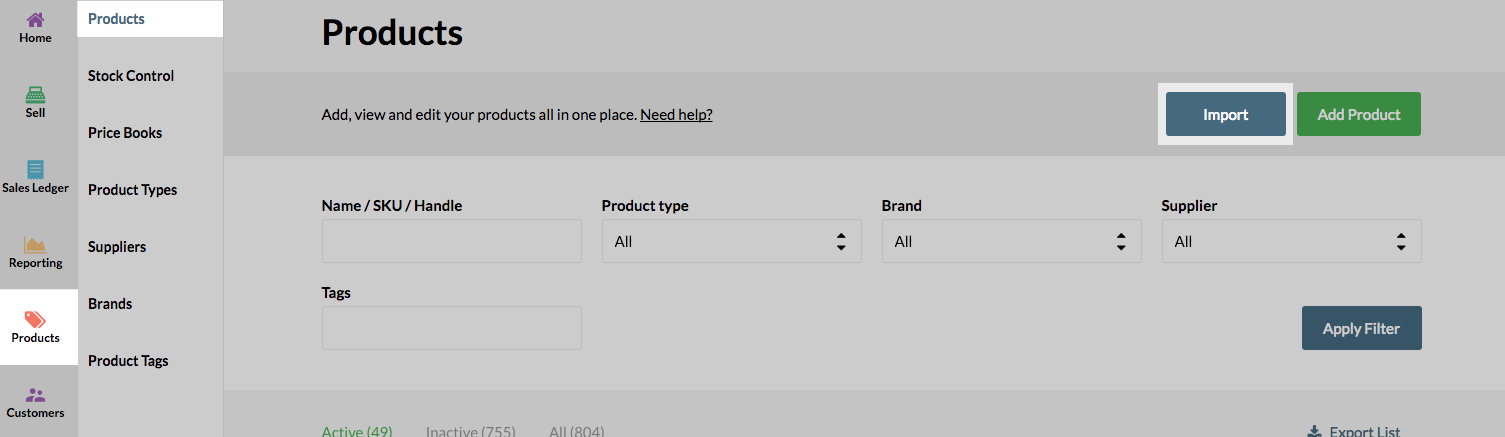 Home
Sell
Sales Ledger
Reporting
Products
Customers
Products
Stock Control
Price Books
Product Types
Suppliers
Brands
Product Tags
Products
Add, view and edit your products all in one place. Need help?
Import
Add Product
Name / SKU / Handle
Product type
Brand
Supplier
All
All
All
Tags
Apply Filter
Active (49)
Inactive (755)
All (804)
Export List